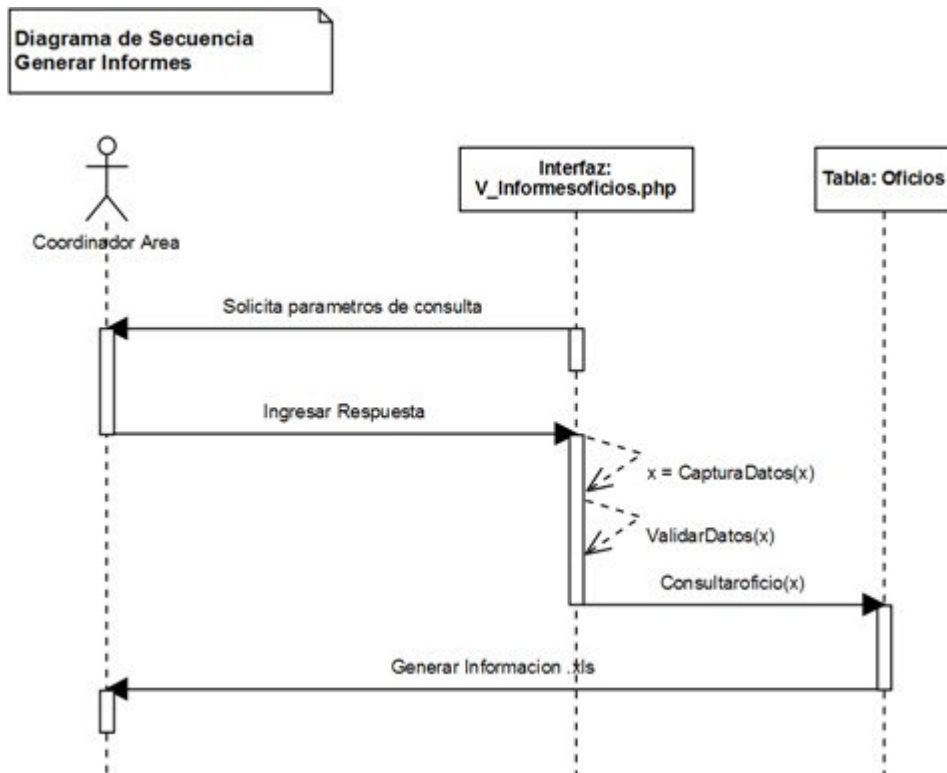 Diagrama de Secuencia
Generar Informes
Interfaz:
V_Informesoficios.php
Tabla: Oficios
Coordinador Area
Solicita parametros de consulta
Ingresar Respuesta
x = CapturaDatos(x)
ValidarDatos(x)
Consultaroficio(x)
Generar Informacion .xls